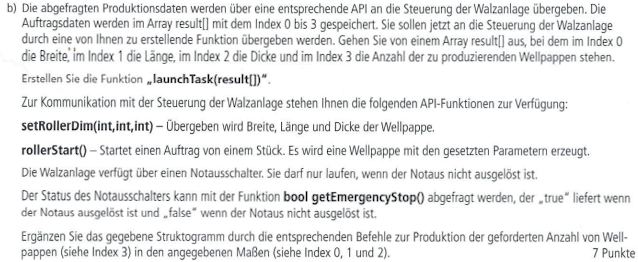 b) Die abgefragten Produktionsdaten werden über eine entsprechende API an die Steuerung der Walzanlage übergeben. Die
Auftragsdaten werden im Array result[] mit dem Index 0 bis 3 gespeichert. Sie sollen jetzt an die Steuerung der Walzanlage
durch eine von Ihnen zu erstellende Funktion übergeben werden. Gehen Sie von einem Array result[] aus, bei dem im Index 0
die Breite, im Index 1 die Länge, im Index 2 die Dicke und im Index 3 die Anzahl der zu produzierenden Wellpappen stehen.
Erstellen Sie die Funktion „launchTask(result[])“.
Zur Kommunikation mit der Steuerung der Walzanlage stehen Ihnen die folgenden API-Funktionen zur Verfügung:
setRollerDim(int,int,int) – Übergeben wird Breite, Länge und Dicke der Wellpappe.
rollerStart() – Startet einen Auftrag von einem Stück. Es wird eine Wellpappe mit den gesetzten Parametern erzeugt.
Die Walzanlage verfügt über einen Notausschalter. Sie darf nur laufen, wenn der Notaus nicht ausgelöst ist.
Der Status des Notausschalters kann mit der Funktion bool getEmergencyStop() abgefragt werden, der „true“ liefert wenn
der Notaus ausgelöst ist und „false“ wenn der Notaus nicht ausgelöst ist.
Ergänzen Sie das gegebene Struktogramm durch die entsprechenden Befehle zur Produktion der geforderten Anzahl von Well-
pappen (siehe Index 3) in den angegebenen Maßen (siehe Index 0, 1 und 2). 7 Punkte